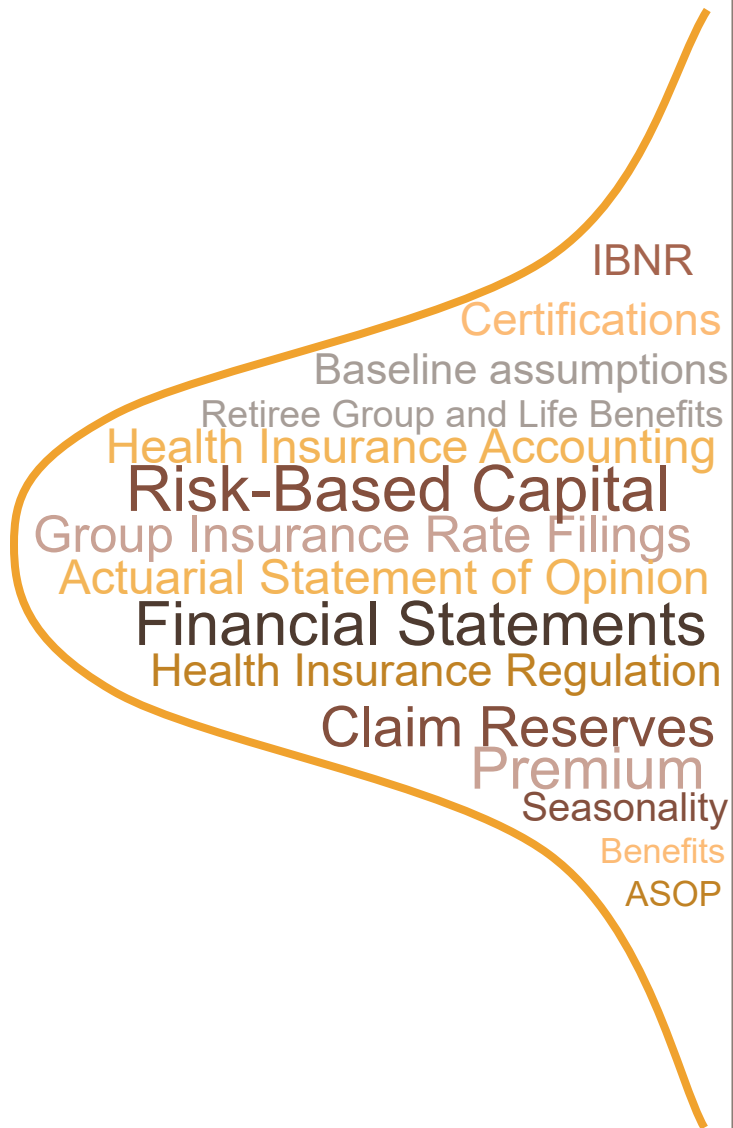 IBNR
Certifications
Baseline assumptions
Retiree Group and Life Benefits
Health Insurance Accounting
Risk-Based Capital
Group Insurance Rate Filings
Actuarial Statement of Opinion
Financial Statements
Health Insurance Regulation
Claim Reserves
Premium
Seasonality
Benefits
ASOP